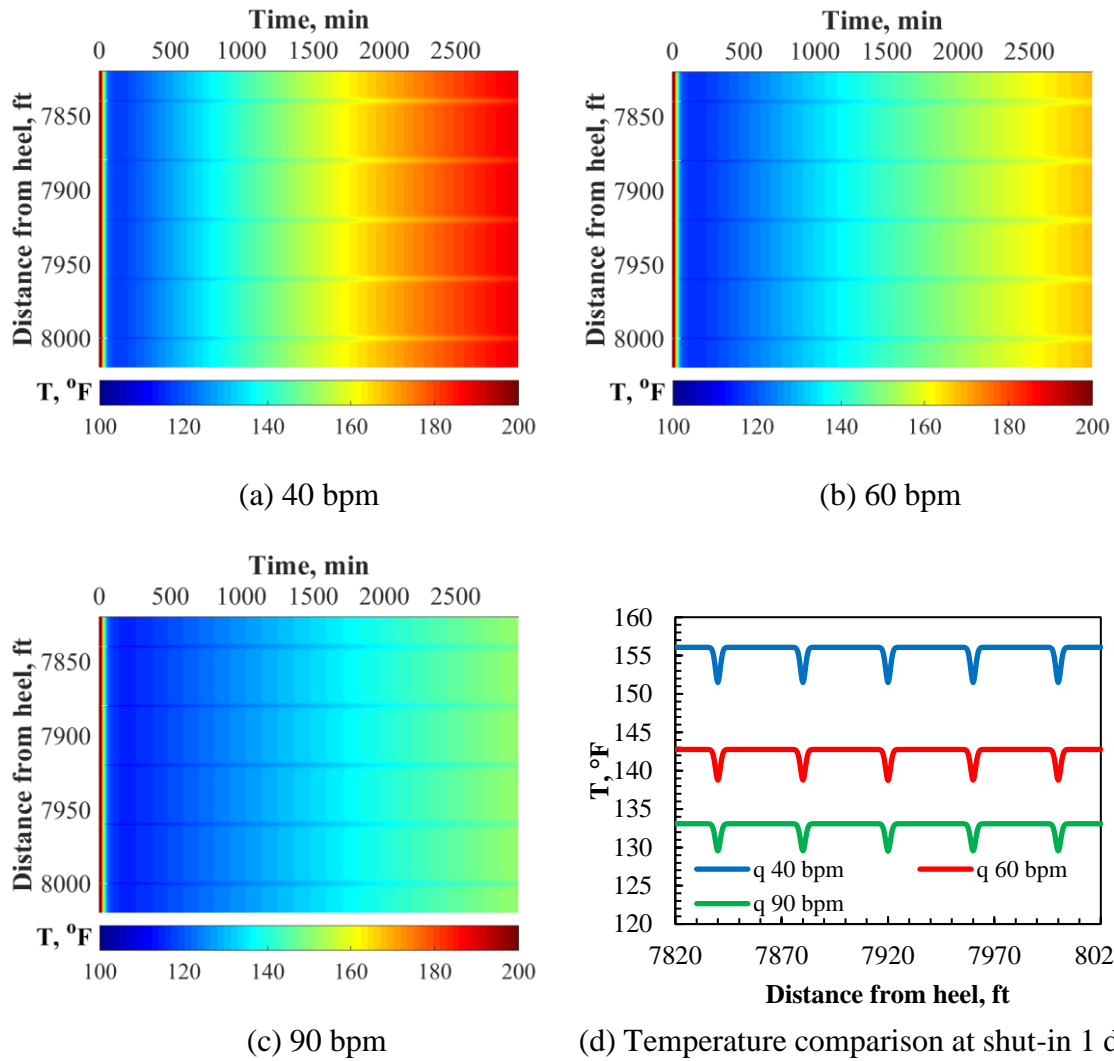 Time, min
0 500 1000 1500 2000 2500
Distance from heel, ft
7850
7900
7950
8000
T, °F
100 120 140 160 180 200
(a) 40 bpm
Time, min
0 500 1000 1500 2000 2500
Distance from heel, ft
7850
7900
7950
8000
T, °F
100 120 140 160 180 200
(b) 60 bpm
Time, min
0 500 1000 1500 2000 2500
Distance from heel, ft
7850
7900
7950
8000
T, °F
100 120 140 160 180 200
(c) 90 bpm
T, °F
160
155
150
145
140
135
130
125
120
q 40 bpm q 60 bpm
q 90 bpm
7820 7870 7920 7970 802
Distance from heel, ft
(d) Temperature comparison at shut-in 1 d